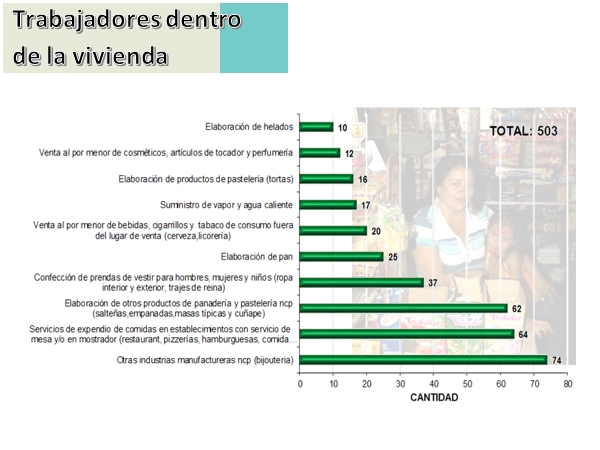 Trabajadores dentro
de la vivienda
TOTAL: 503
Elaboración de helados 10
Venta al por menor de cosméticos, artículos de tocador y perfumería 12
Elaboración de productos de pastelería (tortas) 16
Suministro de vapor y agua caliente 17
Venta al por menor de bebidas, cigarrillos y tabaco de consumo fuera
del lugar de venta (cerveza,licorería) 20
Elaboración de pan 25
Confección de prendas de vestir para hombres, mujeres y niños (ropa
interior y exterior, trajes de reina) 37
Elaboración de otros productos de panadería y pastelería ncp
(salteñas,empanadas,masas típicas y cuñape) 62
Servicios de expendio de comidas en establecimientos con servicio de
mesa y/o en mostrador (restaurant, pizzerías, hamburguesas, comida... 64
Otras industrias manufactureras ncp (bijouteria) 74
0 10 20 30 40 50 60 70 80
CANTIDAD